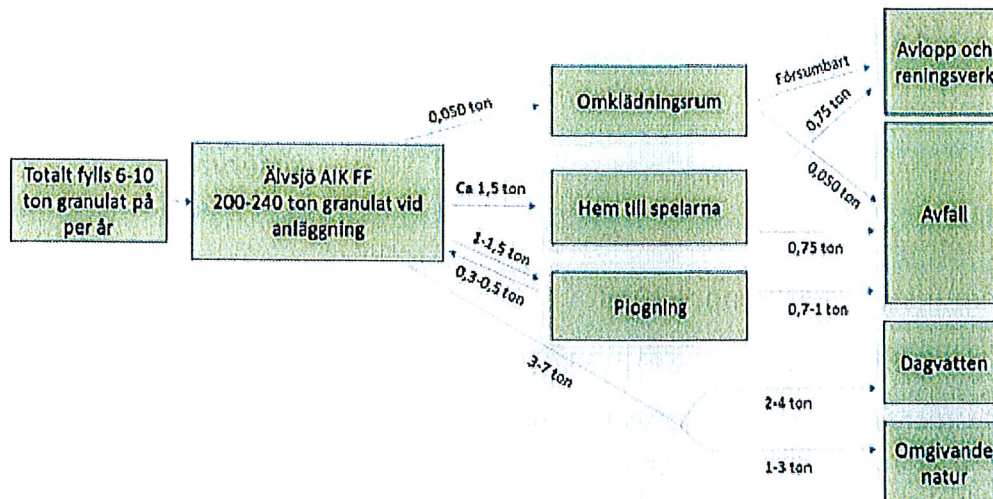 Totalt fylls 6-10
ton granulat på
per år
Älvsjö AIK FF
200-240 ton granulat vid
anläggning
0,050 ton
Ca 1,5 ton
1-1,5 ton
0,3-0,5 ton
3-7 ton
Omklädningsrum
Hem till spelarna
Plogning
Försumbart
0,75 ton
0,050 ton
0,75 ton
0,7-1 ton
2-4 ton
1-3 ton
Avlopp och
reningsverk
Avfall
Dagvatten
Omgivande
natur